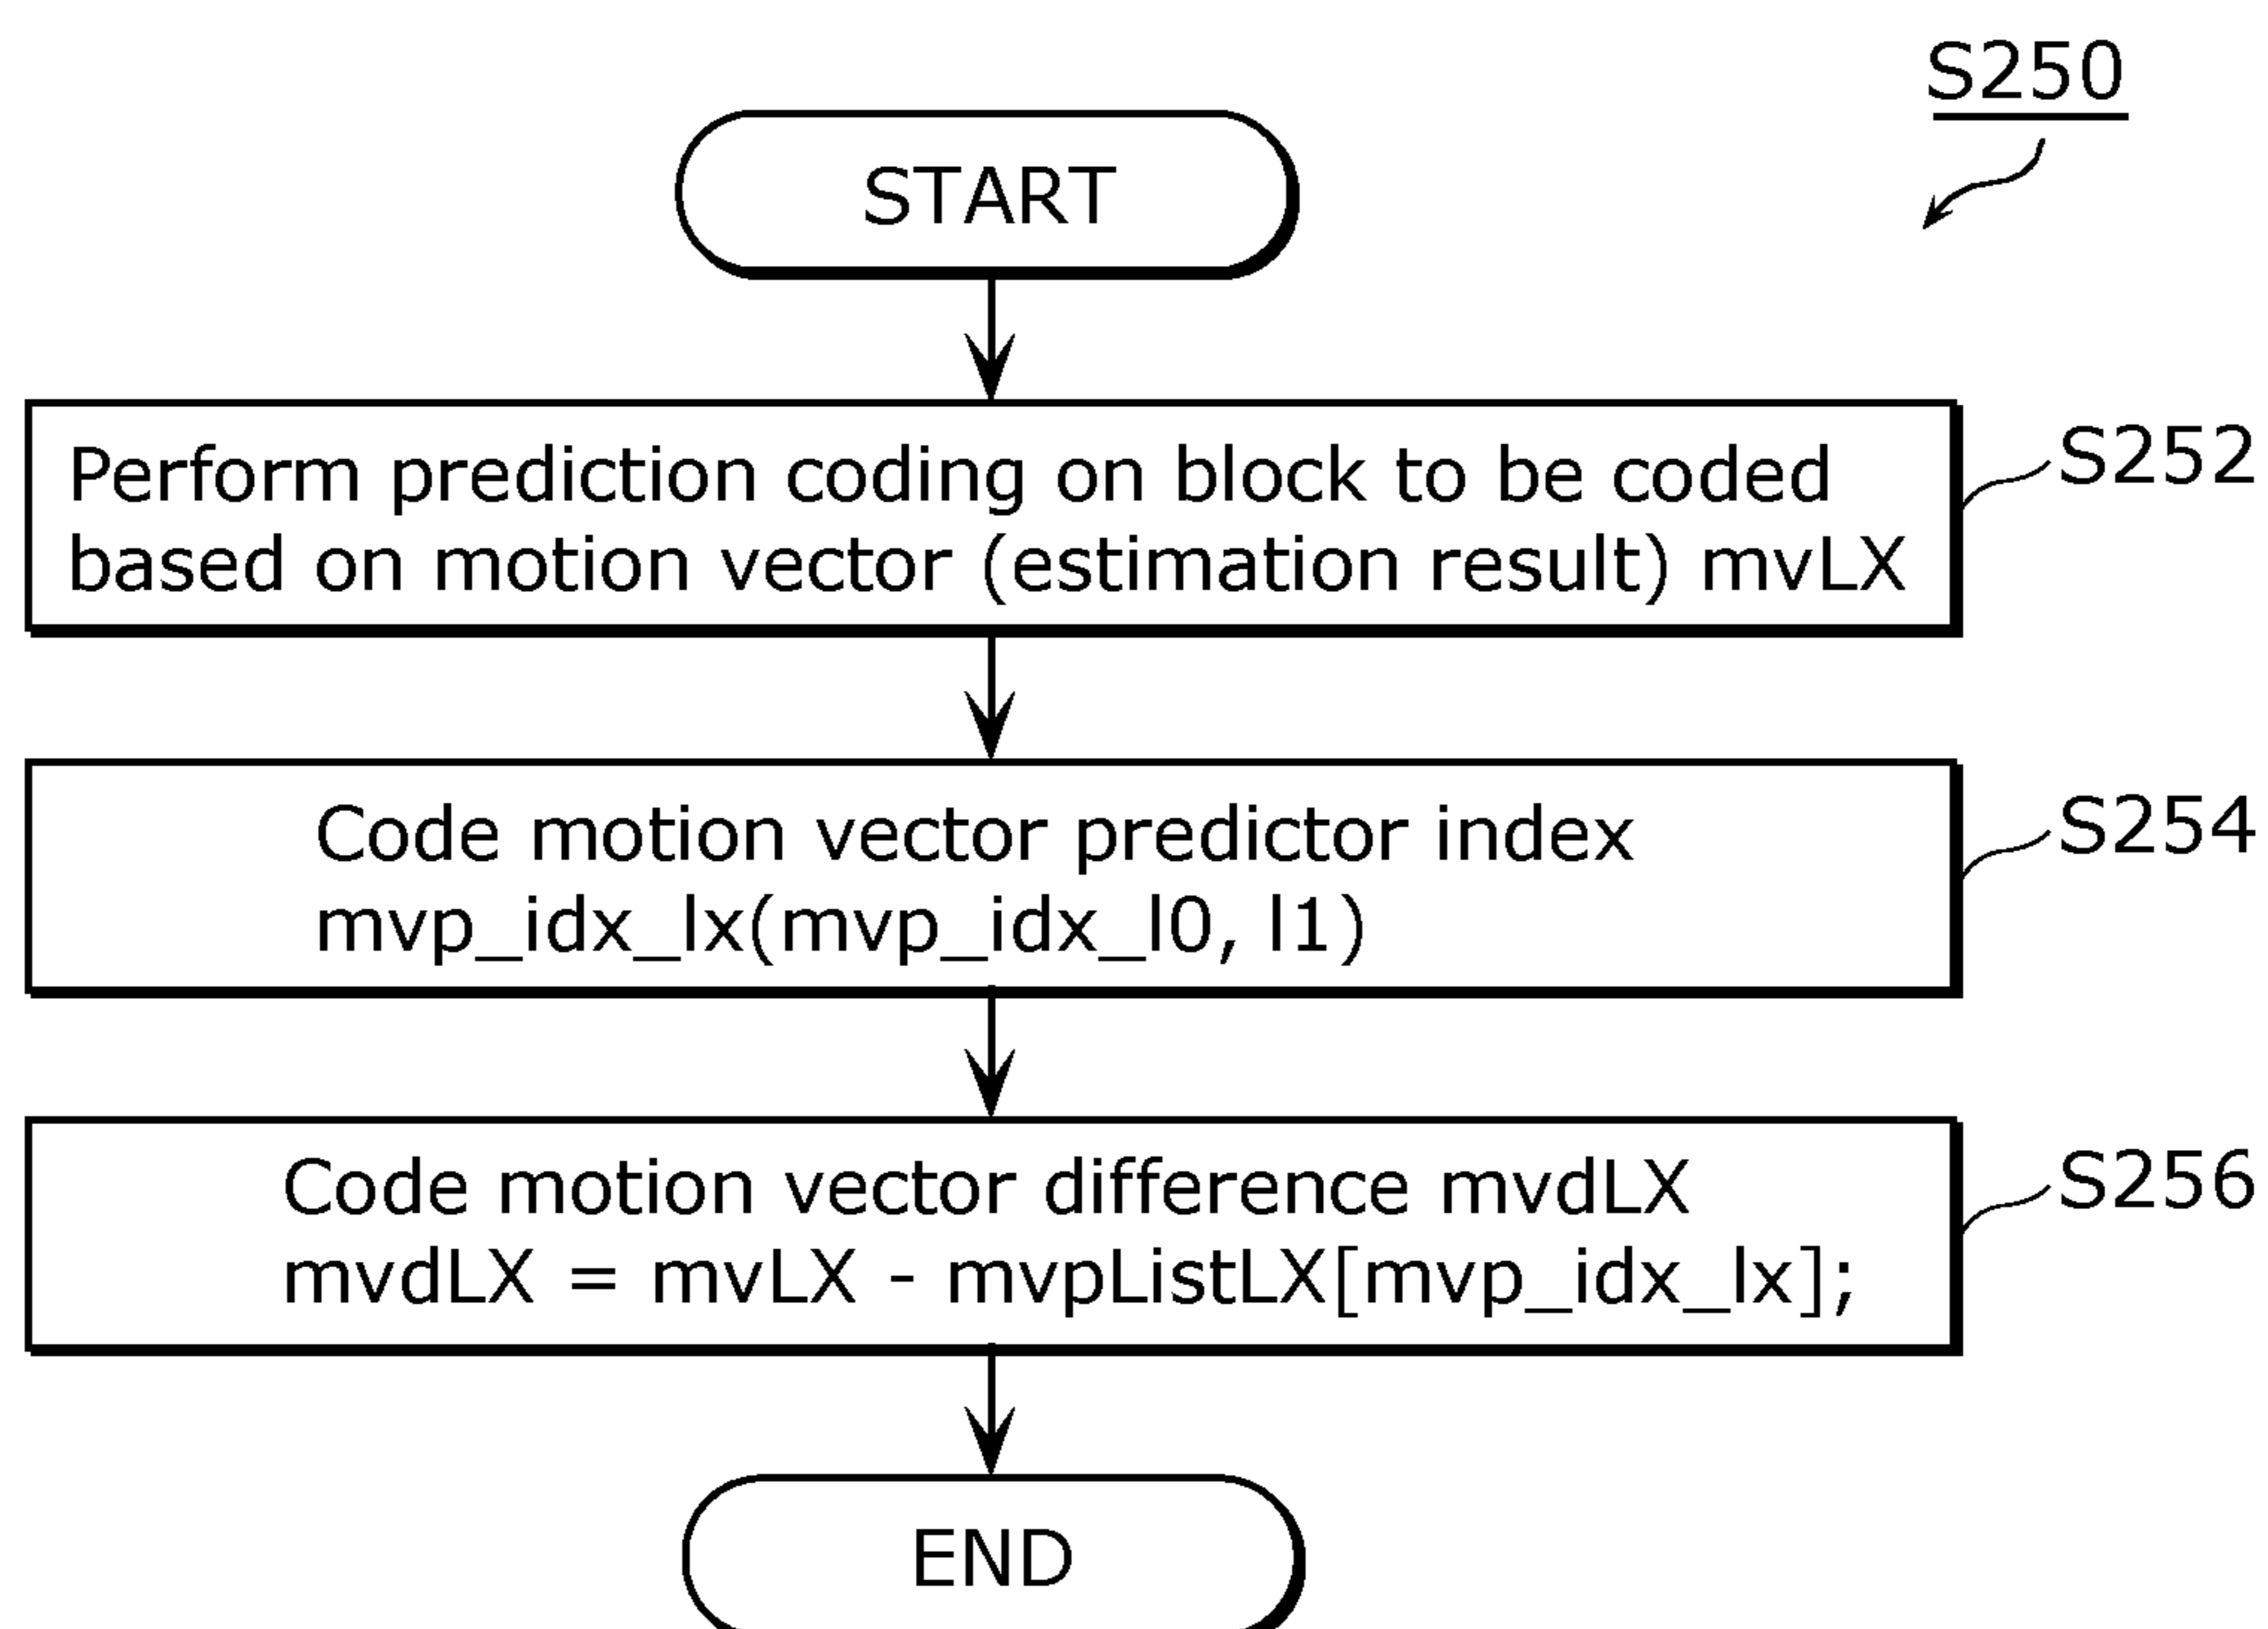 S250
START
Perform prediction coding on block to be coded
based on motion vector (estimation result) mvLX
S252
Code motion vector predictor index
mvp_idx_lx(mvp_idx_l0, l1)
S254
Code motion vector difference mvdLX
mvdLX = mvLX - mvpListLX[mvp_idx_lx];
S256
END